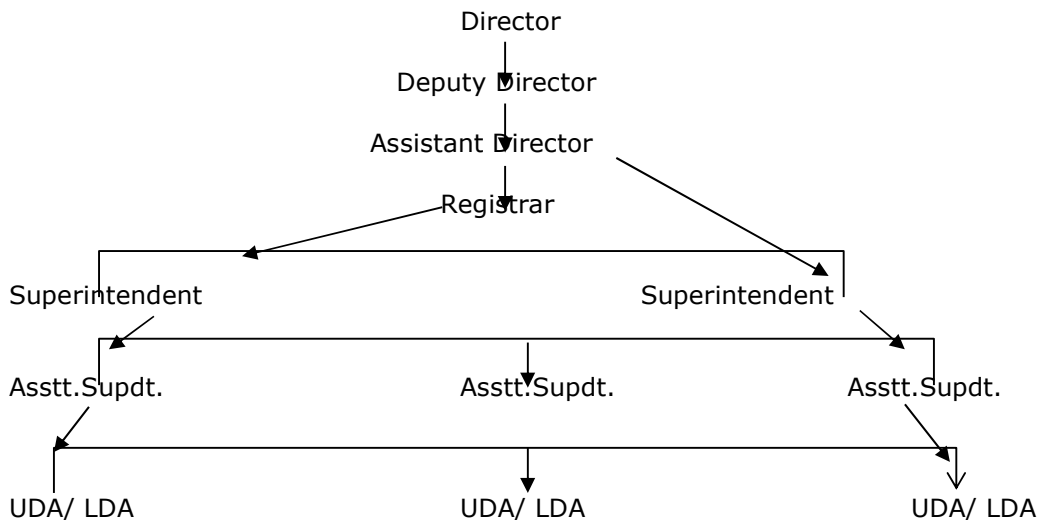 Director
Deputy Director
Assistant Director
Registrar
Superintendent Superintendent
Asstt.Supdt. Asstt.Supdt. Asstt.Supdt.
UDA/ LDA UDA/ LDA UDA/ LDA